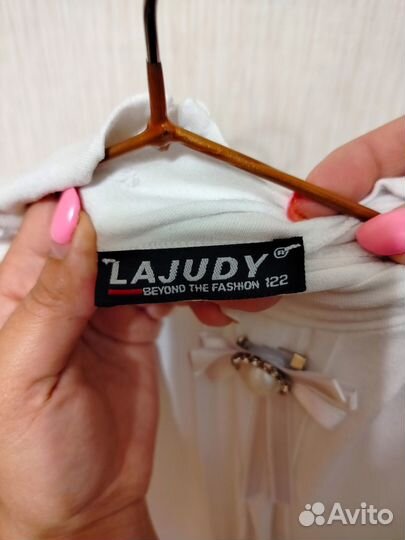 LAJUDY ®
BEYOND THE FASHION 122
Avito